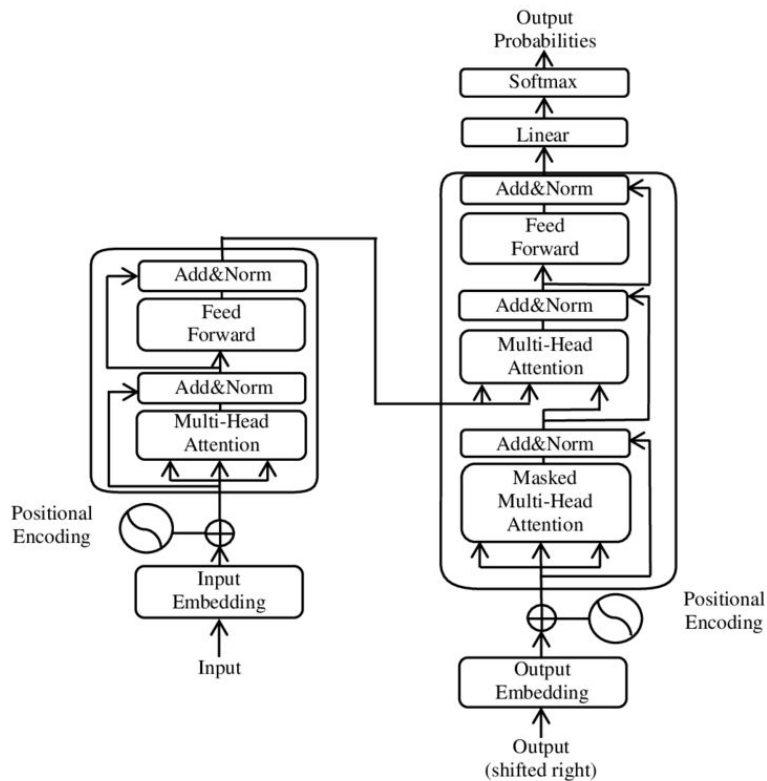 Output
Probabilities
Softmax
Linear
Add&Norm
Feed
Forward
Add&Norm
Multi-Head
Attention
Add&Norm
Masked
Multi-Head
Attention
Positional
Encoding
Output
Embedding
Output
(shifted right)
Add&Norm
Feed
Forward
Add&Norm
Multi-Head
Attention
Positional
Encoding
Input
Embedding
Input